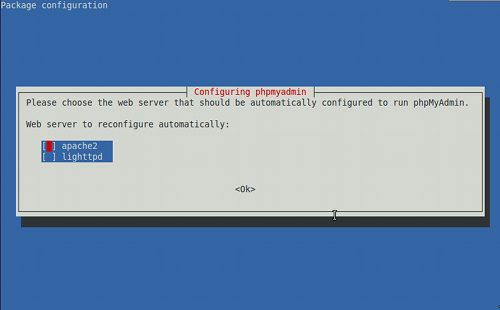 Package configuration
Configuring phpmyadmin
Please choose the web server that should be automatically configured to run phpMyAdmin.
Web server to reconfigure automatically:
[ ] apache2
[ ] lighttpd
<Ok>